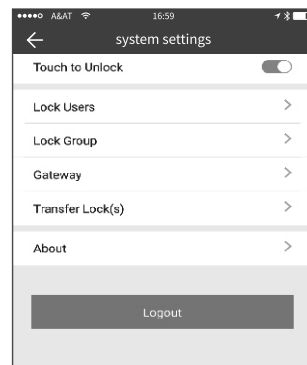 A&AT 16:59
system settings
Touch to Unlock
Lock Users
Lock Group
Gateway
Transfer Lock(s)
About
Logout